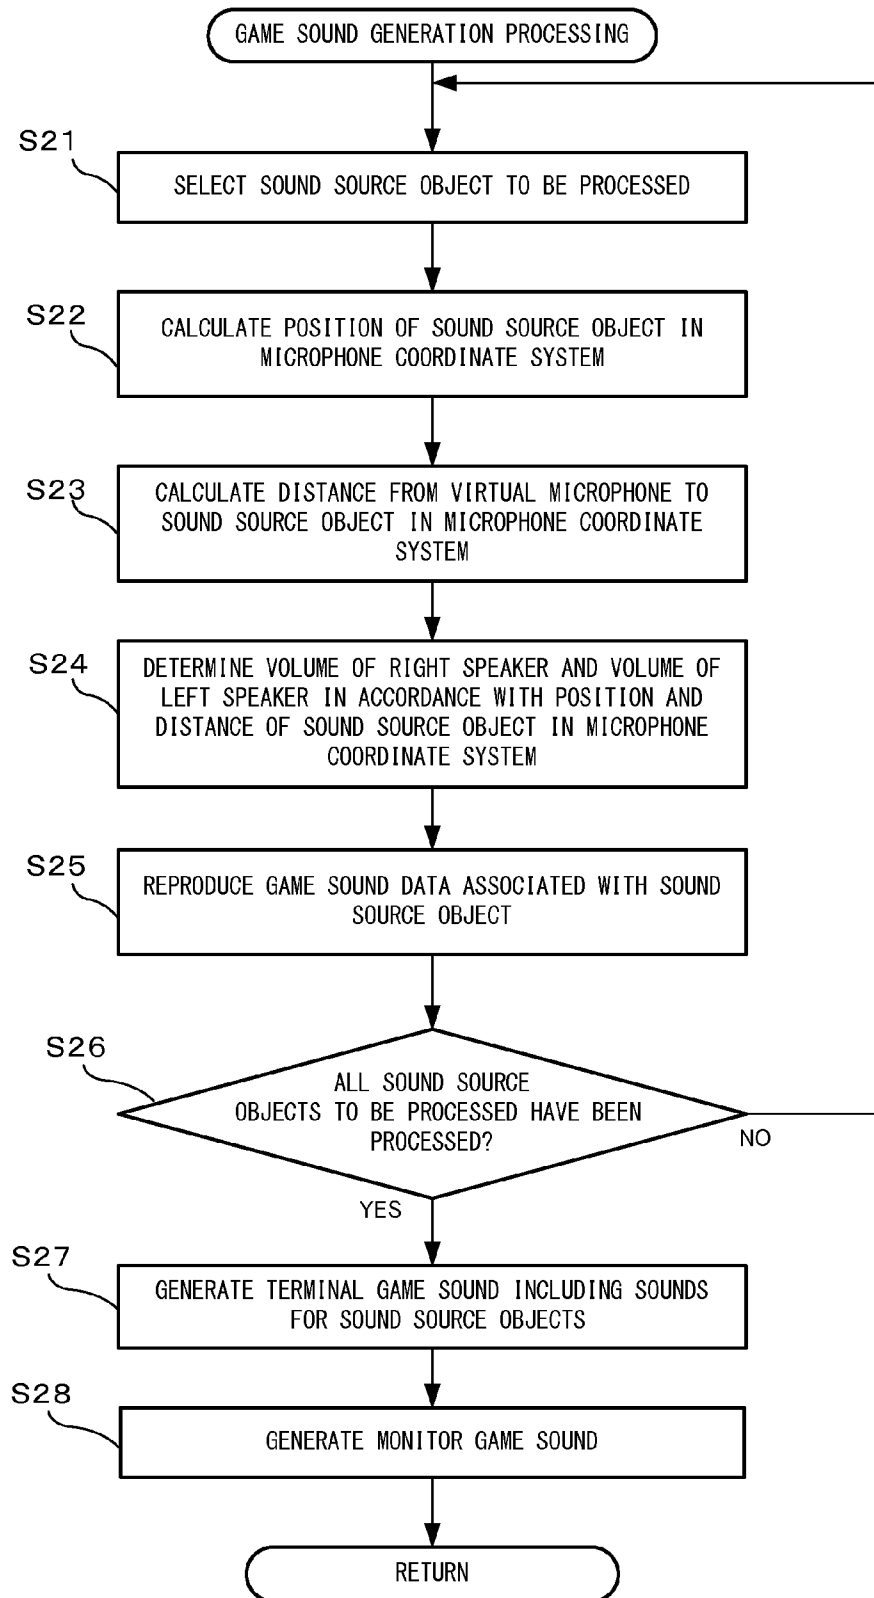 GAME SOUND GENERATION PROCESSING
S21
SELECT SOUND SOURCE OBJECT TO BE PROCESSED
S22
CALCULATE POSITION OF SOUND SOURCE OBJECT IN
MICROPHONE COORDINATE SYSTEM
S23
CALCULATE DISTANCE FROM VIRTUAL MICROPHONE TO
SOUND SOURCE OBJECT IN MICROPHONE COORDINATE
SYSTEM
S24
DETERMINE VOLUME OF RIGHT SPEAKER AND VOLUME OF
LEFT SPEAKER IN ACCORDANCE WITH POSITION AND
DISTANCE OF SOUND SOURCE OBJECT IN MICROPHONE
COORDINATE SYSTEM
S25
REPRODUCE GAME SOUND DATA ASSOCIATED WITH SOUND
SOURCE OBJECT
S26
ALL SOUND SOURCE
OBJECTS TO BE PROCESSED HAVE BEEN
PROCESSED?
NO
YES
S27
GENERATE TERMINAL GAME SOUND INCLUDING SOUNDS
FOR SOUND SOURCE OBJECTS
S28
GENERATE MONITOR GAME SOUND
RETURN